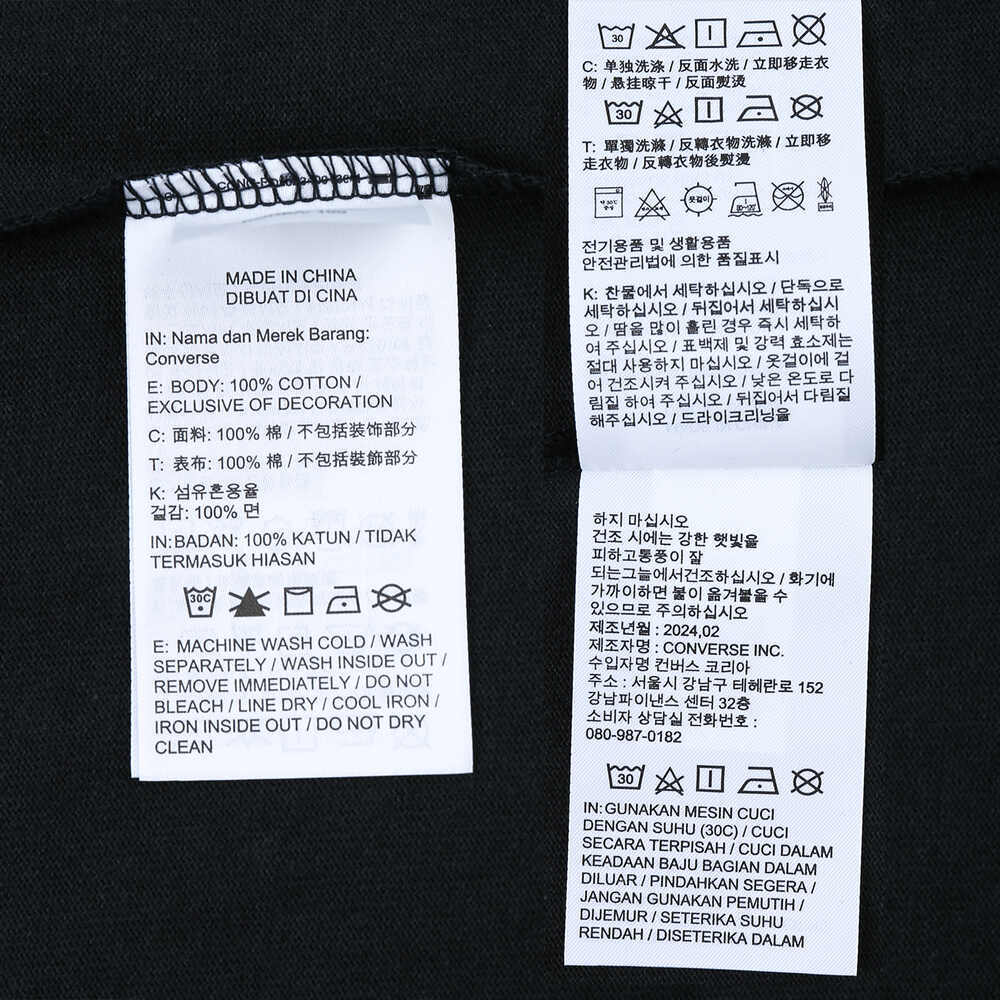 MADE IN CHINA
DIBUAT DI CINA
IN: Nama dan Merek Barang:
Converse
E: BODY: 100% COTTON /
EXCLUSIVE OF DECORATION
C: 面料: 100% 棉 / 不包括装饰部分
T: 表布: 100% 棉 / 不包括裝飾部分
K: 섬유혼용율
겉감: 100% 면
IN:BADAN: 100% KATUN / TIDAK
TERMASUK HIASAN
30C
E: MACHINE WASH COLD / WASH
SEPARATELY / WASH INSIDE OUT /
REMOVE IMMEDIATELY / DO NOT
BLEACH / LINE DRY / COOL IRON /
IRON INSIDE OUT / DO NOT DRY
CLEAN
30
C: 单独洗涤 / 反面水洗 / 立即移走衣
物 / 悬挂晾干 / 反面熨烫
30
T: 單獨洗滌 / 反轉衣物洗滌 / 立即移
走衣物 / 反轉衣物後熨燙
옷걸이
전기용품 및 생활용품
안전관리법에 의한 품질표시
K: 찬물에서 세탁하십시오 / 단독으로
세탁하십시오 / 뒤집어서 세탁하십시
오 / 땀을 많이 흘린 경우 즉시 세탁하
여 주십시오 / 표백제 및 강력 효소제는
절대 사용하지 마십시오 / 옷걸이에 걸
어 건조시켜 주십시오 / 낮은 온도로 다
림질 하여 주십시오 / 뒤집어서 다림질
해주십시오 / 드라이크리닝을
하지 마십시오
건조 시에는 강한 햇빛을
피하고통풍이 잘
되는그늘에서건조하십시오 / 화기에
가까이하면 불이 옮겨붙을 수
있으므로 주의하십시오
제조년월 : 2024,02
제조자명 : CONVERSE INC.
수입자명 컨버스 코리아
주소 : 서울시 강남구 테헤란로 152
강남파이낸스 센터 32층
소비자 상담실 전화번호 :
080-987-0182
30
IN:GUNAKAN MESIN CUCI
DENGAN SUHU (30C) / CUCI
SECARA TERPISAH / CUCI DALAM
KEADAAN BAJU BAGIAN DALAM
DILUAR / PINDAHKAN SEGERA /
JANGAN GUNAKAN PEMUTIH /
DIJEMUR / SETERIKA SUHU
RENDAH / DISETERIKA DALAM